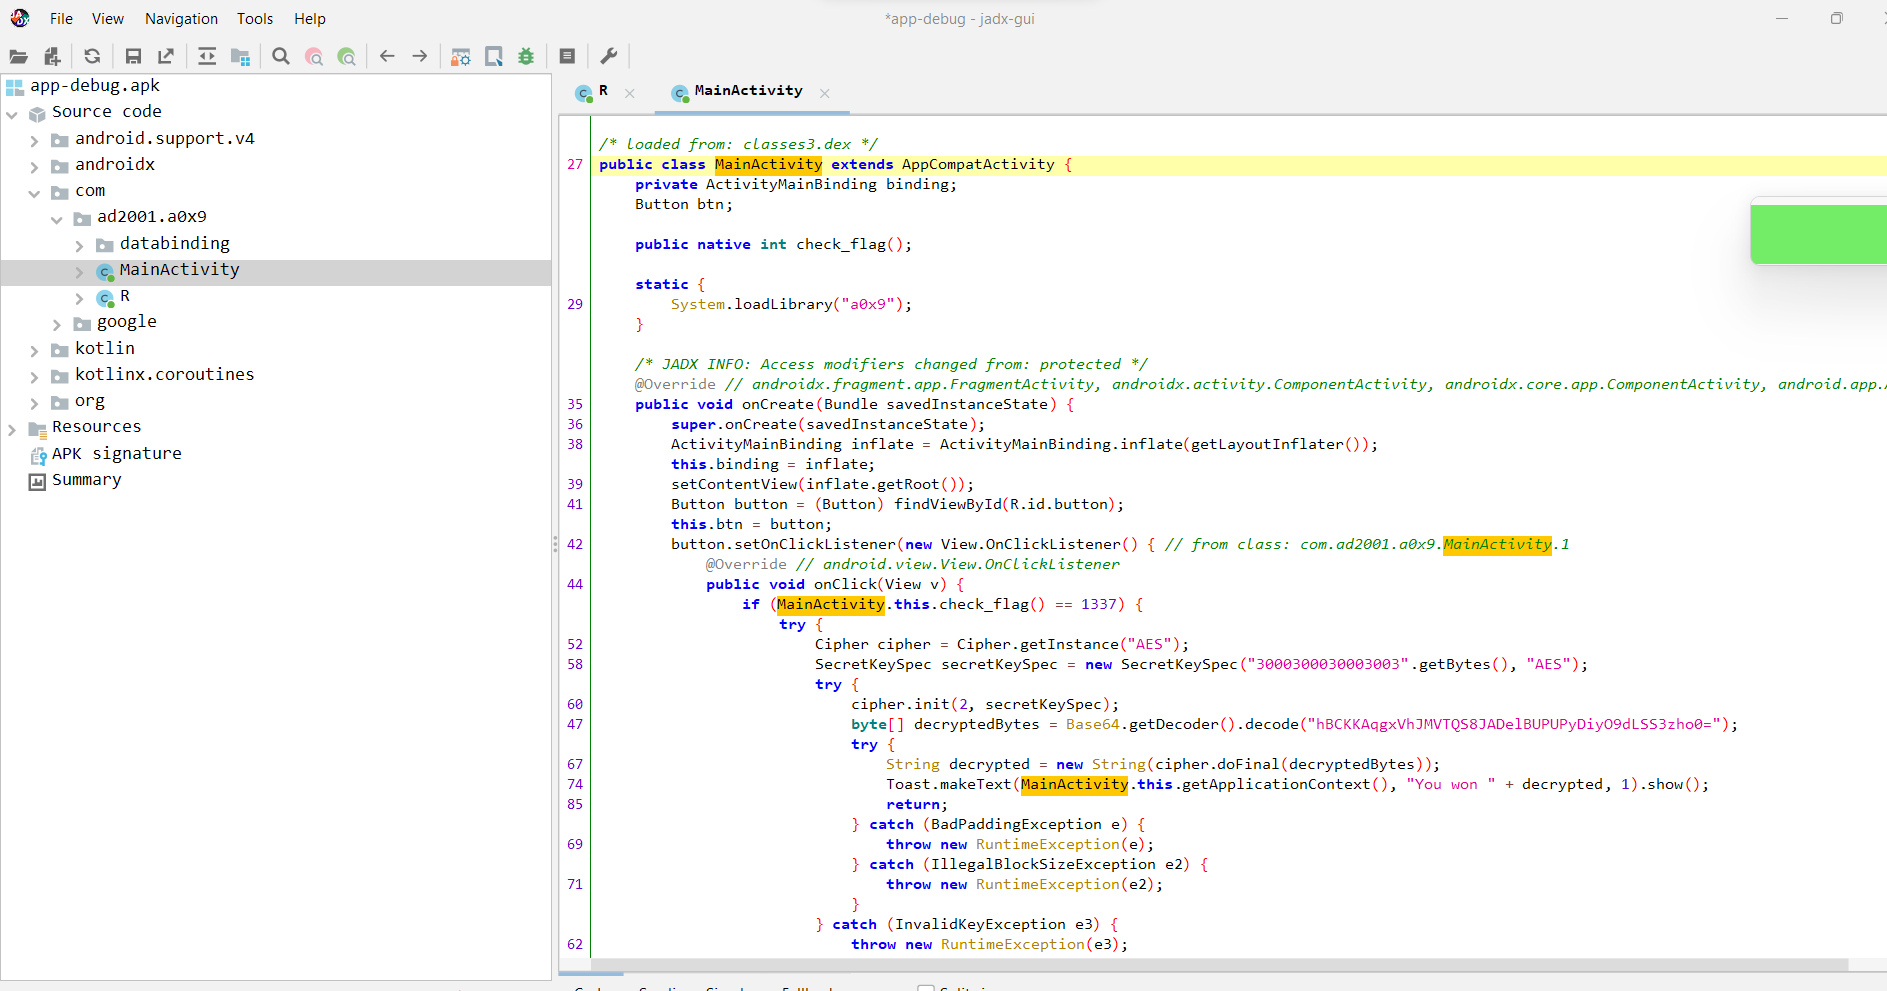 File View Navigation Tools Help
*app-debug - jadx-gui
app-debug.apk
Source code
android.support.v4
androidx
com
ad2001.a0x9
databinding
MainActivity
R
google
kotlin
kotlinx.coroutines
org
Resources
APK signature
Summary
R MainActivity
/* loaded from: classes3.dex */
27 public class MainActivity extends AppCompatActivity {
private ActivityMainBinding binding;
Button btn;
public native int check_flag();
static {
29 System.loadLibrary("a0x9");
}
/* JADX INFO: Access modifiers changed from: protected */
@Override // androidx.fragment.app.FragmentActivity, androidx.activity.ComponentActivity, androidx.core.app.ComponentActivity, android.app.
35 public void onCreate(Bundle savedInstanceState) {
36 super.onCreate(savedInstanceState);
38 ActivityMainBinding inflate = ActivityMainBinding.inflate(getLayoutInflater());
this.binding = inflate;
39 setContentView(inflate.getRoot());
41 Button button = (Button) findViewById(R.id.button);
this.btn = button;
42 button.setOnClickListener(new View.OnClickListener() { // from class: com.ad2001.a0x9.MainActivity.1
@Override // android.view.View.OnClickListener
44 public void onClick(View v) {
if (MainActivity.this.check_flag() == 1337) {
try {
52 Cipher cipher = Cipher.getInstance("AES");
58 SecretKeySpec secretKeySpec = new SecretKeySpec("3000300030003003".getBytes(), "AES");
try {
60 cipher.init(2, secretKeySpec);
47 byte[] decryptedBytes = Base64.getDecoder().decode("hBCKKAqgxVhJMVTQS8JADelBUPUPyDiyO9dLSS3zho0=");
try {
67 String decrypted = new String(cipher.doFinal(decryptedBytes));
74 Toast.makeText(MainActivity.this.getApplicationContext(), "You won " + decrypted, 1).show();
85 return;
} catch (BadPaddingException e) {
69 throw new RuntimeException(e);
} catch (IllegalBlockSizeException e2) {
71 throw new RuntimeException(e2);
}
} catch (InvalidKeyException e3) {
62 throw new RuntimeException(e3);